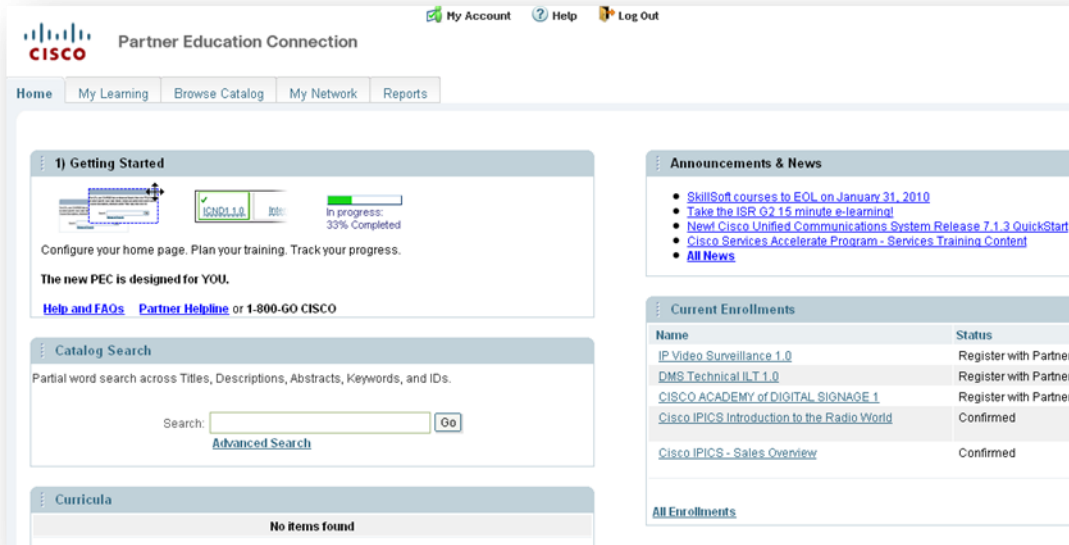 My Account Help Log Out
CISCO Partner Education Connection
Home My Learning Browse Catalog My Network Reports
1) Getting Started
ICND1 1.0
In progress:
33% Completed
Configure your home page. Plan your training. Track your progress.
The new PEC is designed for YOU.
Help and FAQs Partner Helpline or 1-800-GO CISCO
Catalog Search
Partial word search across Titles, Descriptions, Abstracts, Keywords, and IDs.
Search: Go
Advanced Search
Curricula
No items found
Announcements & News
SkillSoft courses to EOL on January 31, 2010
Take the ISR G2 15 minute e-learning!
New! Cisco Unified Communications System Release 7.1.3 QuickStart
Cisco Services Accelerate Program - Services Training Content
All News
Current Enrollments
Name Status
IP Video Surveillance 1.0 Register with Partner
DMS Technical ILT 1.0 Register with Partner
CISCO ACADEMY of DIGITAL SIGNAGE 1 Register with Partner
Cisco IPICS Introduction to the Radio World Confirmed
Cisco IPICS - Sales Overview Confirmed
All Enrollments